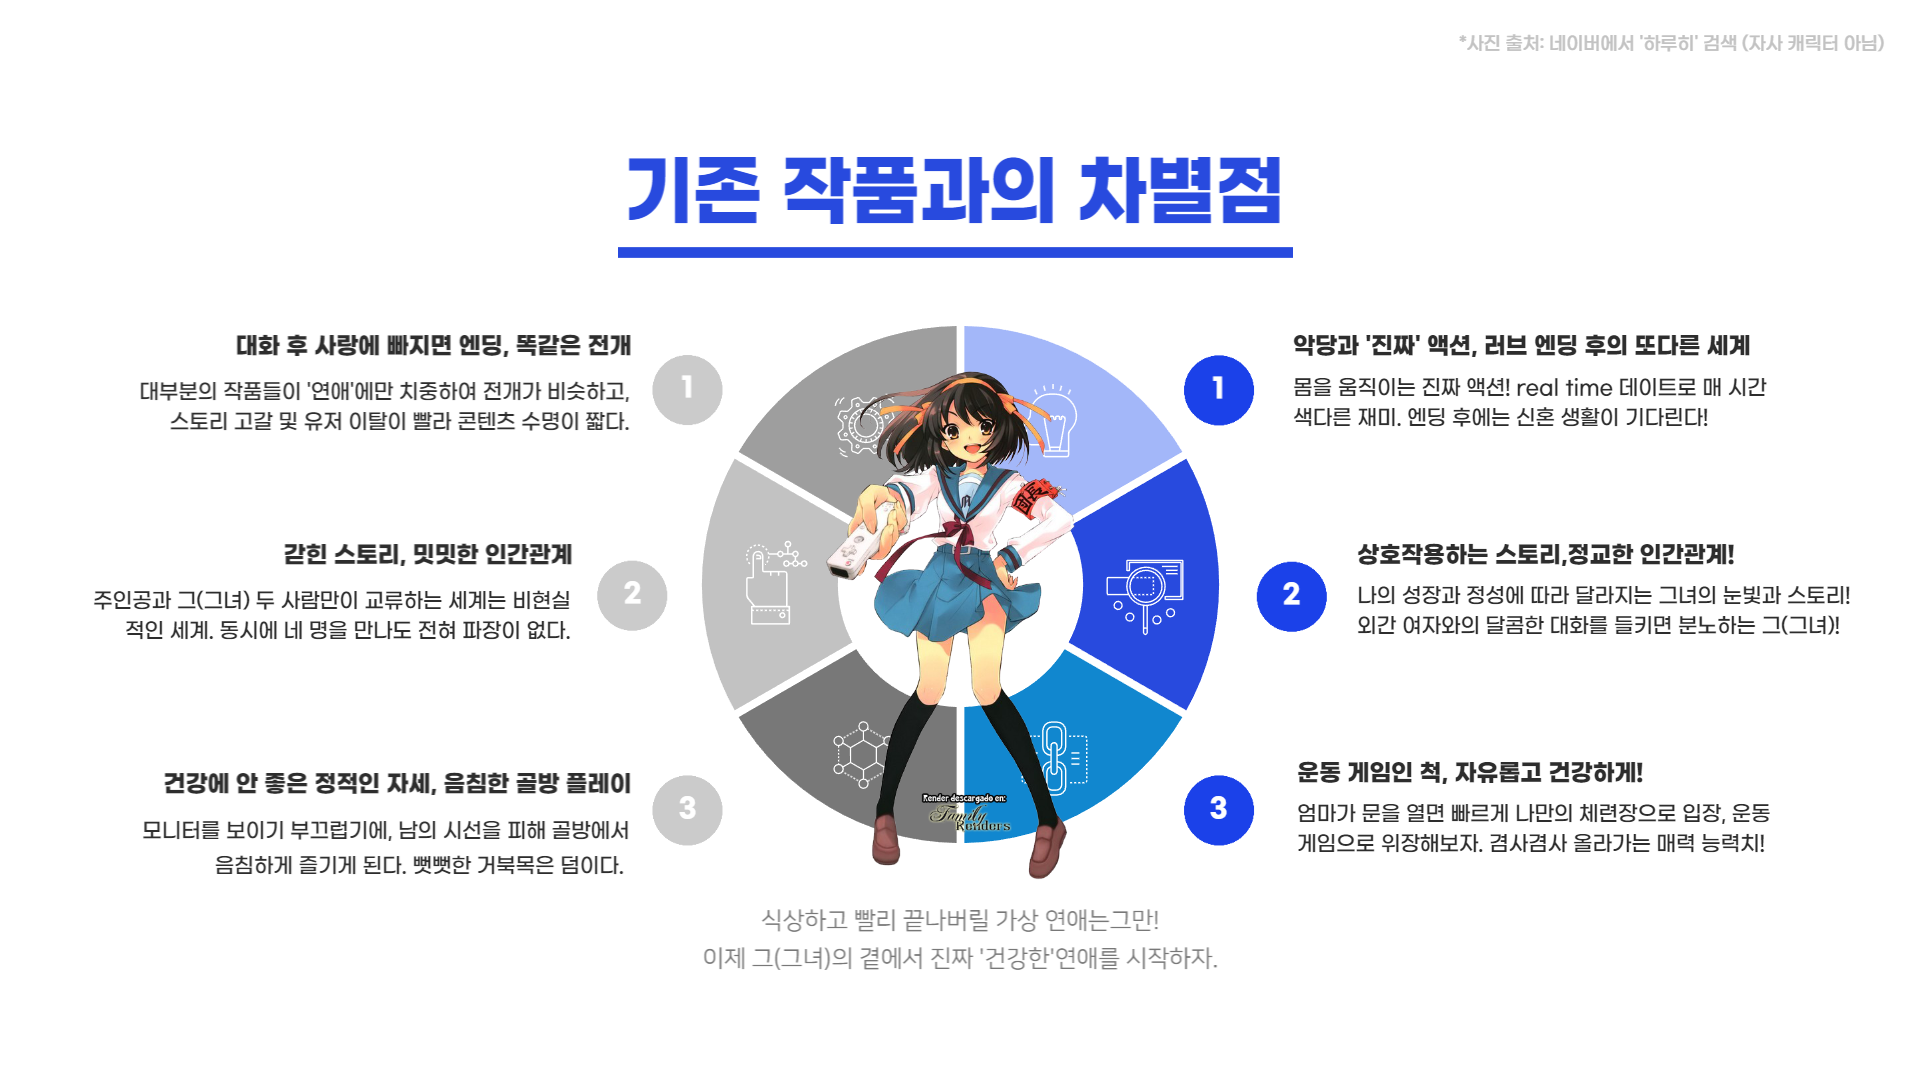 *사진 출처: 네이버에서 '하루히' 검색 (자사 캐릭터 아님)
기존 작품과의 차별점
대화 후 사랑에 빠지면 엔딩, 똑같은 전개
대부분의 작품들이 '연애'에만 치중하여 전개가 비슷하고,
스토리 고갈 및 유저 이탈이 빨라 콘텐츠 수명이 짧다.
1
갇힌 스토리, 밋밋한 인간관계
주인공과 그(그녀) 두 사람만이 교류하는 세계는 비현실
적인 세계. 동시에 네 명을 만나도 전혀 파장이 없다.
2
건강에 안 좋은 정적인 자세, 음침한 골방 플레이
모니터를 보이기 부끄럽기에, 남의 시선을 피해 골방에서
음침하게 즐기게 된다. 뻣뻣한 거북목은 덤이다.
3
団長
Render descargado en:
Family
Renders
1
악당과 '진짜' 액션, 러브 엔딩 후의 또다른 세계
몸을 움직이는 진짜 액션! real time 데이트로 매 시간
색다른 재미. 엔딩 후에는 신혼 생활이 기다린다!
2
상호작용하는 스토리,정교한 인간관계!
나의 성장과 정성에 따라 달라지는 그녀의 눈빛과 스토리!
외간 여자와의 달콤한 대화를 들키면 분노하는 그(그녀)!
3
운동 게임인 척, 자유롭고 건강하게!
엄마가 문을 열면 빠르게 나만의 체련장으로 입장, 운동
게임으로 위장해보자. 겸사겸사 올라가는 매력 능력치!
식상하고 빨리 끝나버릴 가상 연애는그만!
이제 그(그녀)의 곁에서 진짜 '건강한'연애를 시작하자.